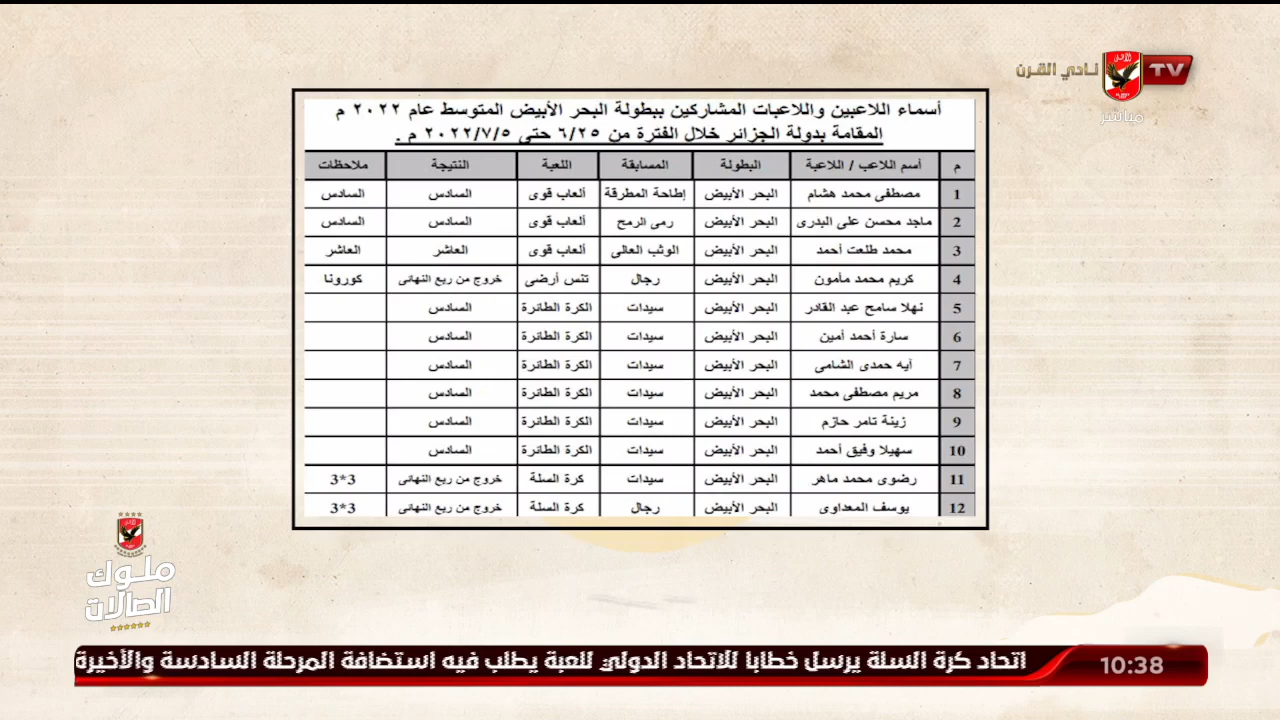 نادي القرن
TV
مباشر
أسماء اللاعبين واللاعبات المشاركين ببطولة البحر الأبيض المتوسط عام ٢٠٢٢ م
المقامة بدولة الجزائر خلال الفترة من ٦/٢٥ حتى ٢٠٢٢/٧/٥ م .
م أسم اللاعب / اللاعبة البطولة المسابقة اللعبة النتيجة ملاحظات
1 مصطفى محمد هشام البحر الأبيض إطاحة المطرقة ألعاب قوى السادس السادس
2 ماجد محسن على البدرى البحر الأبيض رمى الرمح ألعاب قوى السادس السادس
3 محمد طلعت أحمد البحر الأبيض الوثب العالى ألعاب قوى العاشر العاشر
4 كريم محمد مأمون البحر الأبيض رجال تنس أرضى خروج من ربع النهائى كورونا
5 نهلا سامح عبد القادر البحر الأبيض سيدات الكرة الطائرة السادس
6 سارة أحمد أمين البحر الأبيض سيدات الكرة الطائرة السادس
7 آيه حمدى الشامى البحر الأبيض سيدات الكرة الطائرة السادس
8 مريم مصطفى محمد البحر الأبيض سيدات الكرة الطائرة السادس
9 زينة تامر حازم البحر الأبيض سيدات الكرة الطائرة السادس
10 سهيلا وفيق أحمد البحر الأبيض سيدات الكرة الطائرة السادس
11 رضوى محمد ماهر البحر الأبيض سيدات كرة السلة خروج من ربع النهائى 3*3
12 يوسف المعداوى البحر الأبيض رجال كرة السلة خروج من ربع النهائى 3*3
ملوك
الصالات
10:38 اتحاد كرة السلة يرسل خطابا للاتحاد الدولي للعبة يطلب فيه استضافة المرحلة السادسة والأخيرة